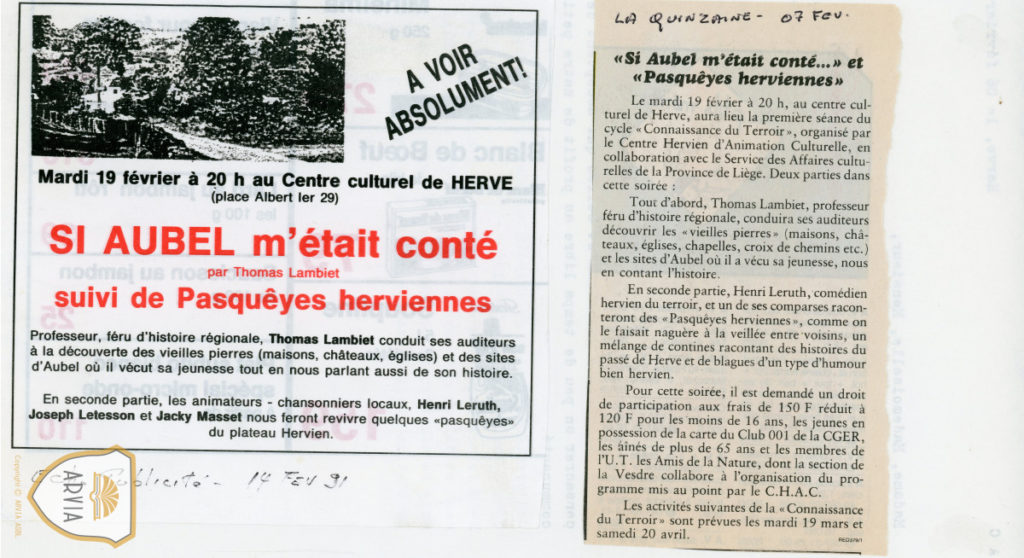 A VOIR
ABSOLUMENT!
Mardi 19 février à 20 h au Centre culturel de HERVE
(place Albert Ier 29)
SI AUBEL m'était conté
par Thomas Lambiet
suivi de Pasquêyes herviennes
Professeur, féru d'histoire régionale, Thomas Lambiet conduit ses auditeurs
à la découverte des vieilles pierres (maisons, châteaux, églises) et des sites
d'Aubel où il vécut sa jeunesse tout en nous parlant aussi de son histoire.
En seconde partie, les animateurs - chansonniers locaux, Henri Leruth,
Joseph Letesson et Jacky Masset nous feront revivre quelques «pasquêyes»
du plateau Hervien.
Publicité - 14 FEV 91
Copyright © ARVIA ASBL
ARVIA
LA QUINZAINE - 07 FEV.
«Si Aubel m'était conté...» et
«Pasquêyes herviennes»
Le mardi 19 février à 20 h, au centre cul-
turel de Herve, aura lieu la première séance du
cycle «Connaissance du Terroir», organisé par
le Centre Hervien d'Animation Culturelle, en
collaboration avec le Service des Affaires cultu-
relles de la Province de Liège. Deux parties dans
cette soirée :
Tout d'abord, Thomas Lambiet, professeur
féru d'histoire régionale, conduira ses auditeurs
découvrir les «vieilles pierres» (maisons, châ-
teaux, églises, chapelles, croix de chemins etc.)
et les sites d'Aubel où il a vécu sa jeunesse, nous
en contant l'histoire.
En seconde partie, Henri Leruth, comédien
hervien du terroir, et un de ses comparses racon-
teront des «Pasquêyes herviennes», comme on
le faisait naguère à la veillée entre voisins, un
mélange de contines racontant des histoires du
passé de Herve et de blagues d'un type d'humour
bien hervien.
Pour cette soirée, il est demandé un droit
de participation aux frais de 150 F réduit à
120 F pour les moins de 16 ans, les jeunes en
possession de la carte du Club 001 de la CGER,
les aînés de plus de 65 ans et les membres de
l'U.T. les Amis de la Nature, dont la section de
la Vesdre collabore à l'organisation du pro-
gramme mis au point par le C.H.A.C.
Les activités suivantes de la «Connaissance
du Terroir» sont prévues les mardi 19 mars et
samedi 20 avril.